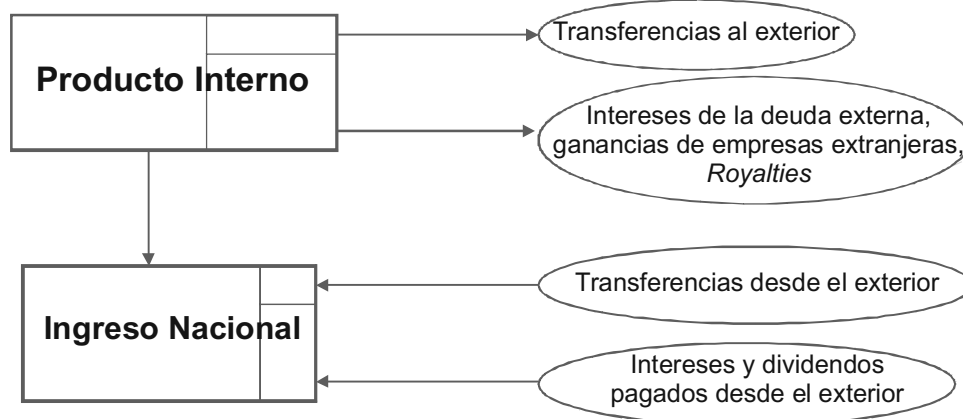 Transferencias al exterior
Producto Interno
Intereses de la deuda externa,
ganancias de empresas extranjeras,
Royalties
Transferencias desde el exterior
Ingreso Nacional
Intereses y dividendos
pagados desde el exterior